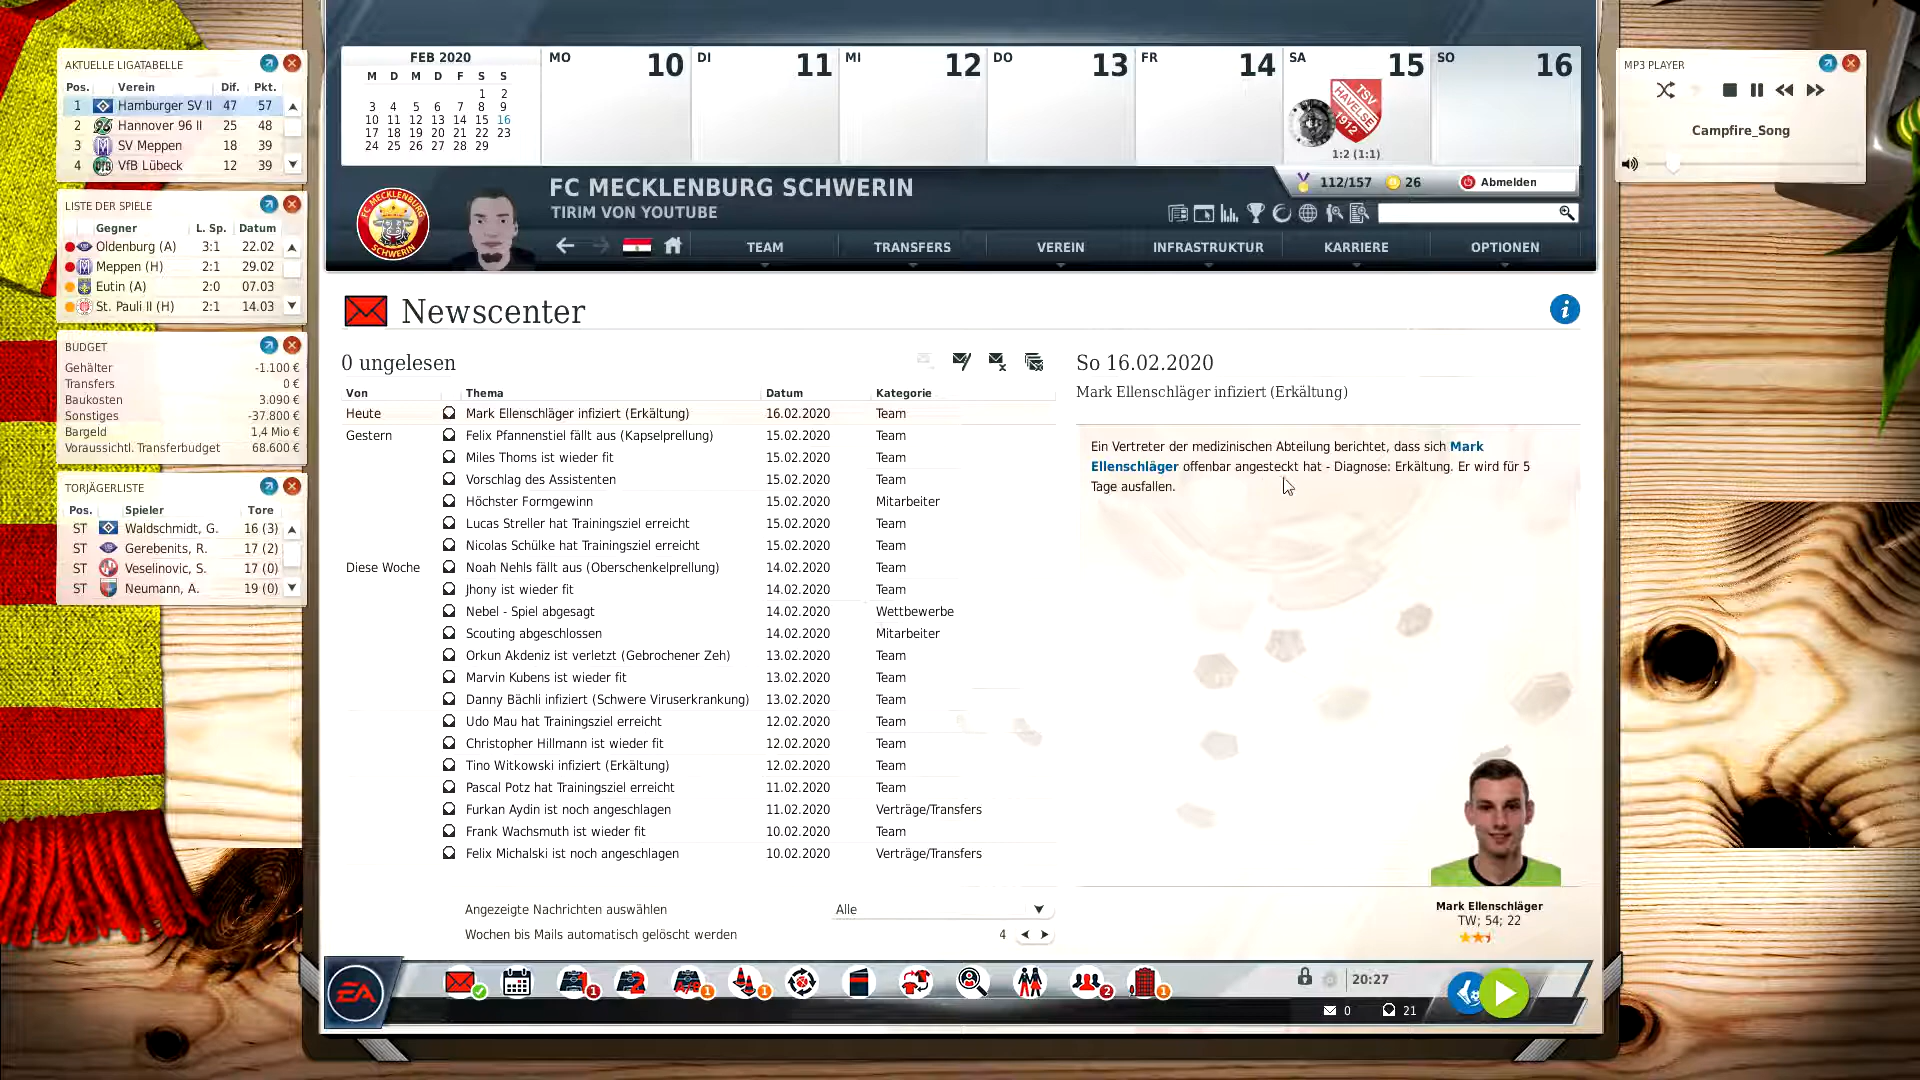 AKTUELLE LIGATABELLE
Pos. Verein Dif. Pkt.
1 Hamburger SV II 47 57
2 Hannover 96 II 25 48
3 SV Meppen 18 39
4 VfB Lübeck 12 39
LISTE DER SPIELE
Gegner L. Sp. Datum
Oldenburg (A) 3:1 22.02
Meppen (H) 2:1 29.02
Eutin (A) 2:0 07.03
St. Pauli II (H) 2:1 14.03
BUDGET
Gehälter -1.100 €
Transfers 0 €
Baukosten 3.090 €
Sonstiges -37.800 €
Bargeld 1,4 Mio €
Voraussichtl. Transferbudget 68.600 €
TORJÄGERLISTE
Pos. Spieler Tore
ST Waldschmidt, G. 16 (3)
ST Gerebenits, R. 17 (2)
ST Veselinovic, S. 17 (0)
ST Neumann, A. 19 (0)
FEB 2020
M D M D F S S
1 2
3 4 5 6 7 8 9
10 11 12 13 14 15 16
17 18 19 20 21 22 23
24 25 26 27 28 29
MO 10
DI 11
MI 12
DO 13
FR 14
SA 15
TSV HAVELSE 1912
1:2 (1:1)
SO 16
FC MECKLENBURG SCHWERIN
FC MECKLENBURG SCHWERIN
TIRIM VON YOUTUBE
112/157 26 Abmelden
TEAM TRANSFERS VEREIN INFRASTRUKTUR KARRIERE OPTIONEN
MP3 PLAYER
Campfire_Song
Newscenter
0 ungelesen
Von Thema Datum Kategorie
Heute Mark Ellenschläger infiziert (Erkältung) 16.02.2020 Team
Gestern Felix Pfannenstiel fällt aus (Kapselprellung) 15.02.2020 Team
Miles Thoms ist wieder fit 15.02.2020 Team
Vorschlag des Assistenten 15.02.2020 Team
Höchster Formgewinn 15.02.2020 Mitarbeiter
Lucas Streller hat Trainingsziel erreicht 15.02.2020 Team
Nicolas Schülke hat Trainingsziel erreicht 15.02.2020 Team
Diese Woche Noah Nehls fällt aus (Oberschenkelprellung) 14.02.2020 Team
Jhony ist wieder fit 14.02.2020 Team
Nebel - Spiel abgesagt 14.02.2020 Wettbewerbe
Scouting abgeschlossen 14.02.2020 Mitarbeiter
Orkun Akdeniz ist verletzt (Gebrochener Zeh) 13.02.2020 Team
Marvin Kubens ist wieder fit 13.02.2020 Team
Danny Bächli infiziert (Schwere Viruserkrankung) 13.02.2020 Team
Udo Mau hat Trainingsziel erreicht 12.02.2020 Team
Christopher Hillmann ist wieder fit 12.02.2020 Team
Tino Witkowski infiziert (Erkältung) 12.02.2020 Team
Pascal Potz hat Trainingsziel erreicht 11.02.2020 Team
Furkan Aydin ist noch angeschlagen 11.02.2020 Verträge/Transfers
Frank Wachsmuth ist wieder fit 10.02.2020 Team
Felix Michalski ist noch angeschlagen 10.02.2020 Verträge/Transfers
Angezeigte Nachrichten auswählen Alle
Wochen bis Mails automatisch gelöscht werden 4
So 16.02.2020
Mark Ellenschläger infiziert (Erkältung)
Ein Vertreter der medizinischen Abteilung berichtet, dass sich Mark
Ellenschläger offenbar angesteckt hat - Diagnose: Erkältung. Er wird für 5
Tage ausfallen.
Mark Ellenschläger
TW; 54; 22
EA
1
2
A/B 1
1
2
1
20:27
0 21